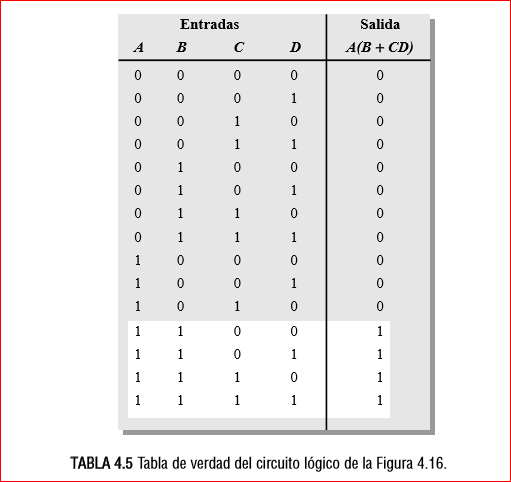 Entradas Salida
A B C D A(B + CD)
0 0 0 0 0
0 0 0 1 0
0 0 1 0 0
0 0 1 1 0
0 1 0 0 0
0 1 0 1 0
0 1 1 0 0
0 1 1 1 0
1 0 0 0 0
1 0 0 1 0
1 0 1 0 0
1 1 0 0 1
1 1 0 1 1
1 1 1 0 1
1 1 1 1 1
TABLA 4.5 Tabla de verdad del circuito lógico de la Figura 4.16.